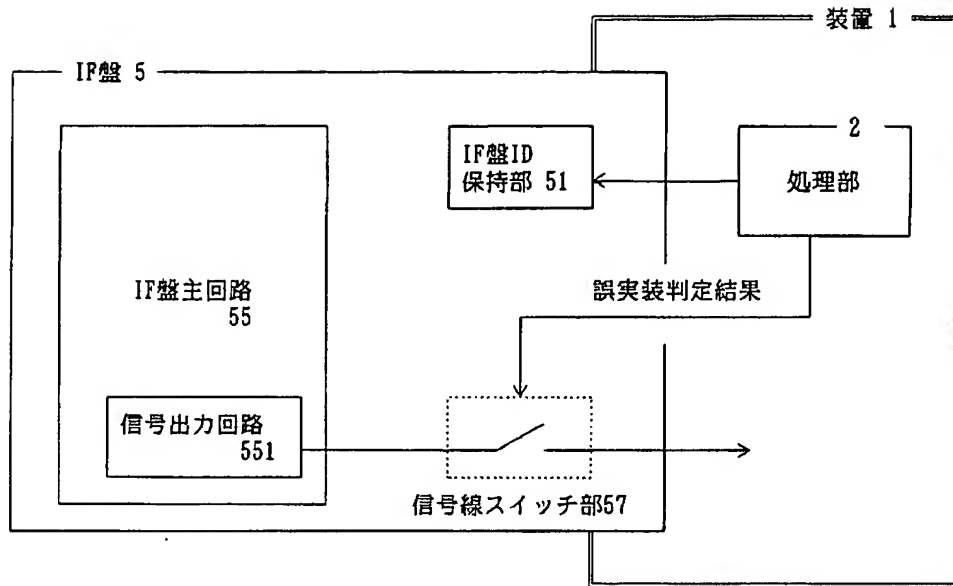 装置 1
IF盤 5
2
IF盤ID
保持部 51
処理部
IF盤主回路
55
誤実装判定結果
信号出力回路
551
信号線スイッチ部57